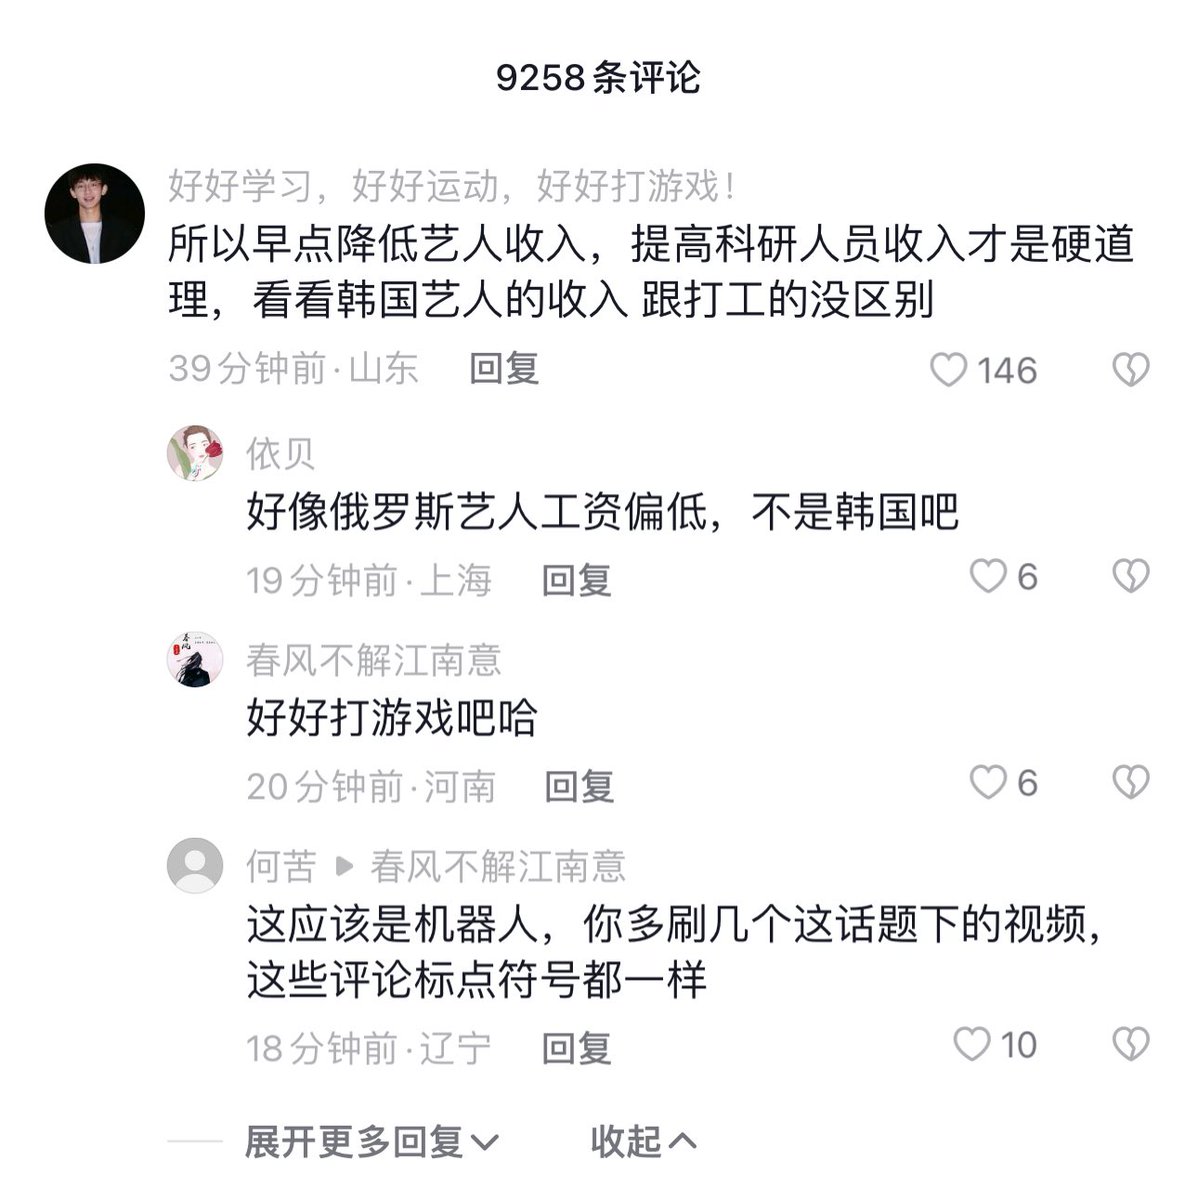 9258条评论
好好学习，好好运动，好好打游戏！
所以早点降低艺人收入，提高科研人员收入才是硬道
理，看看韩国艺人的收入 跟打工的没区别
39分钟前·山东 回复 146
依贝
好像俄罗斯艺人工资偏低，不是韩国吧
19分钟前·上海 回复 6
春风不解江南意
好好打游戏吧哈
20分钟前·河南 回复 6
何苦 ▶ 春风不解江南意
这应该是机器人，你多刷几个这话题下的视频，
这些评论标点符号都一样
18分钟前·辽宁 回复 10
展开更多回复 收起